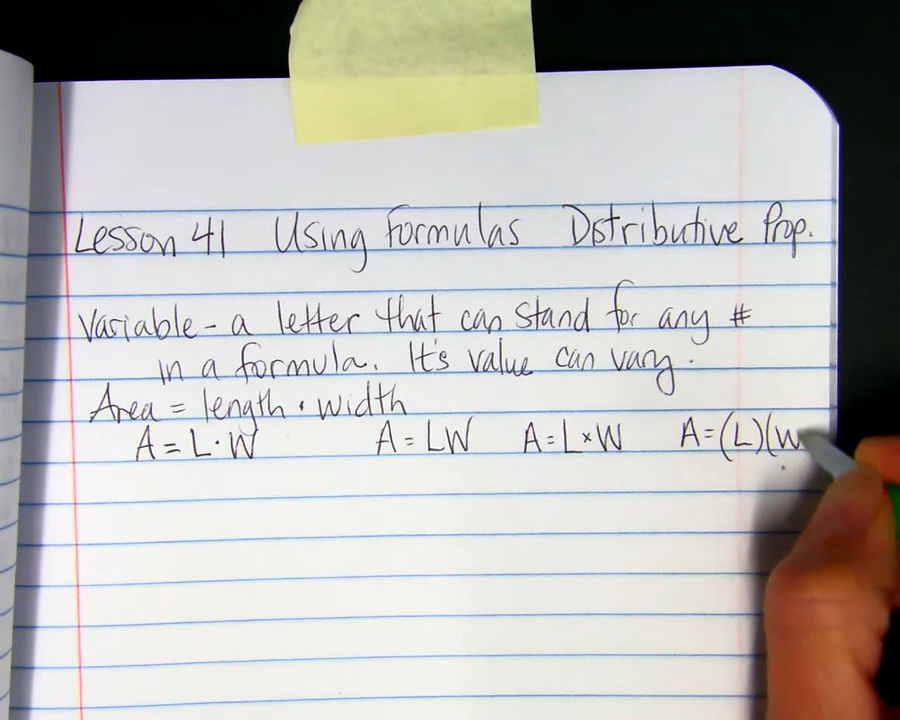 Lesson 41 Using Formulas Dstributive Prop.
Variable - a letter that can stand for any #
in a formula. It's value can vary.
Area = length · width
A = L · W A = LW A = L × W A = (L)(W